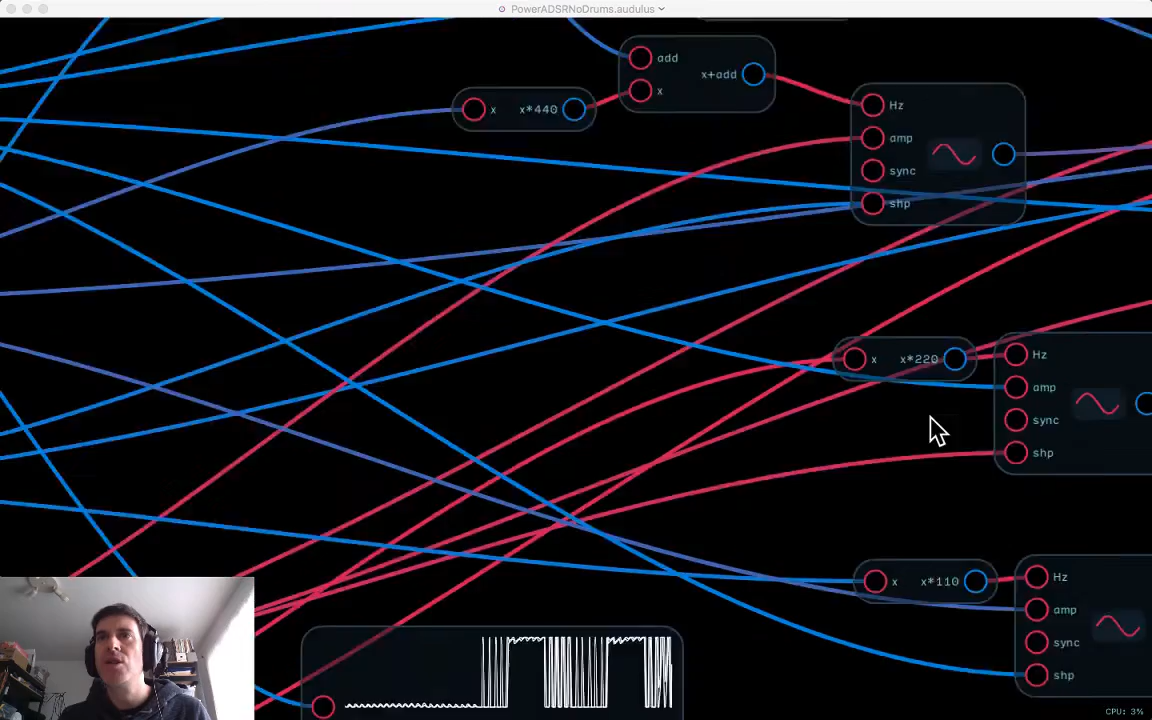 PowerADSRNoDrums.audulus
add
x+add
x
x x*440
Hz
amp
sync
shp
x x*220
Hz
amp
sync
shp
x x*110
Hz
amp
sync
shp
CPU: 3%